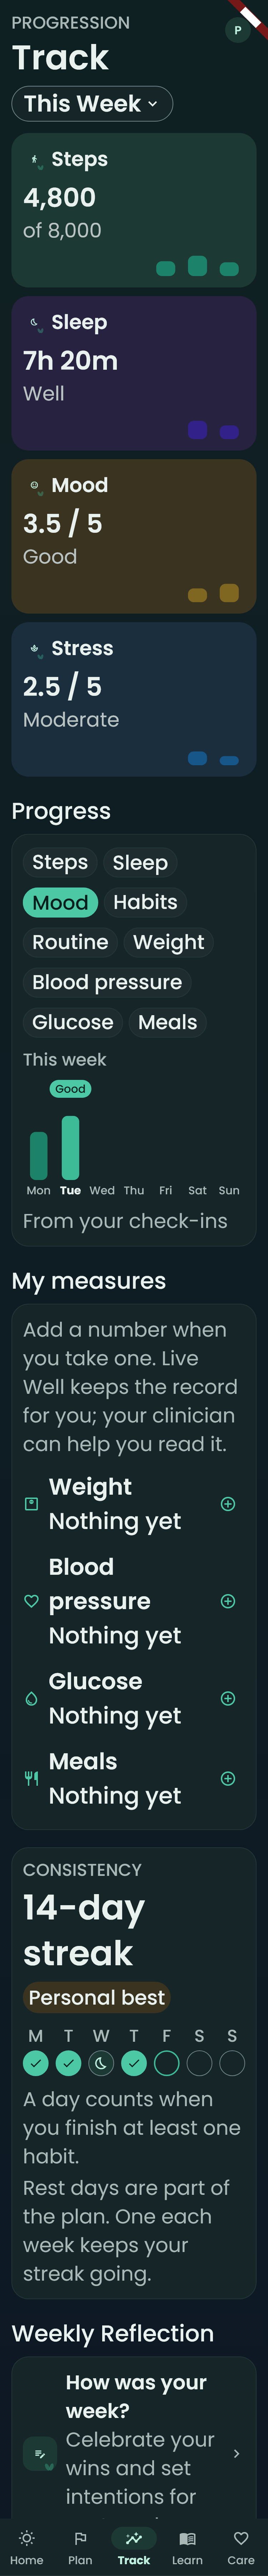 PROGRESSION
P
Track
This Week
Steps
4,800
of 8,000
Sleep
7h 20m
Well
Mood
3.5 / 5
Good
Stress
2.5 / 5
Moderate
Progress
Steps Sleep
Mood Habits
Routine Weight
Blood pressure
Glucose Meals
This week
Good
Mon Tue Wed Thu Fri Sat Sun
From your check-ins
My measures
Add a number when
you take one. Live
Well keeps the record
for you; your clinician
can help you read it.
Weight
Nothing yet
Blood
pressure
Nothing yet
Glucose
Nothing yet
Meals
Nothing yet
CONSISTENCY
14-day
streak
Personal best
M T W T F S S
A day counts when
you finish at least one
habit.
Rest days are part of
the plan. One each
week keeps your
streak going.
Weekly Reflection
How was your
week?
Celebrate your
wins and set
intentions for
Home Plan Track Learn Care